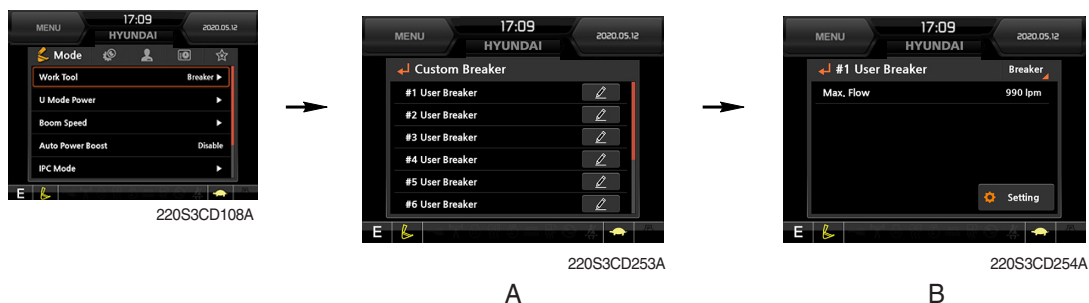 17:09
MENU
HYUNDAI
2020.05.12
Mode
Work Tool Breaker ▶
U Mode Power ▶
Boom Speed ▶
Auto Power Boost Disable
IPC Mode ▶
E
220S3CD108A
17:09
MENU
HYUNDAI
2020.05.12
Custom Breaker
#1 User Breaker
#2 User Breaker
#3 User Breaker
#4 User Breaker
#5 User Breaker
#6 User Breaker
E
220S3CD253A
A
17:09
MENU
HYUNDAI
2020.05.12
#1 User Breaker Breaker
Max. Flow 990 lpm
Setting
E
220S3CD254A
B